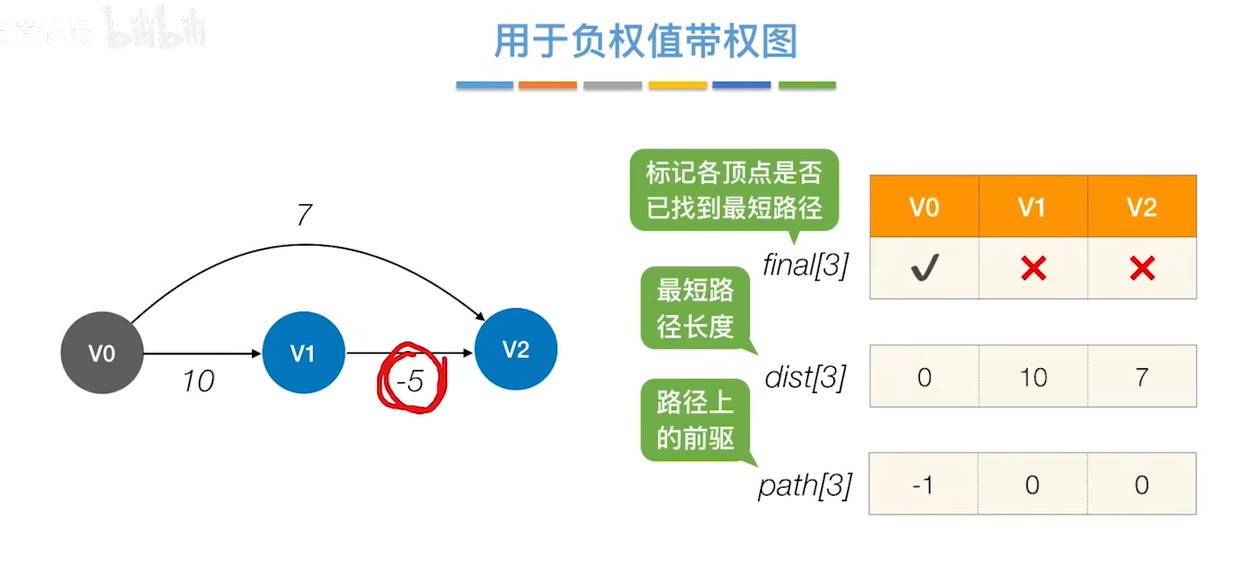 bilibili
用于负权值带权图
标记各顶点是否
已找到最短路径
V0 V1 V2
final[3]
最短路
径长度
dist[3] 0 10 7
路径上
的前驱
path[3] -1 0 0
7
V0 V1 V2
10 -5